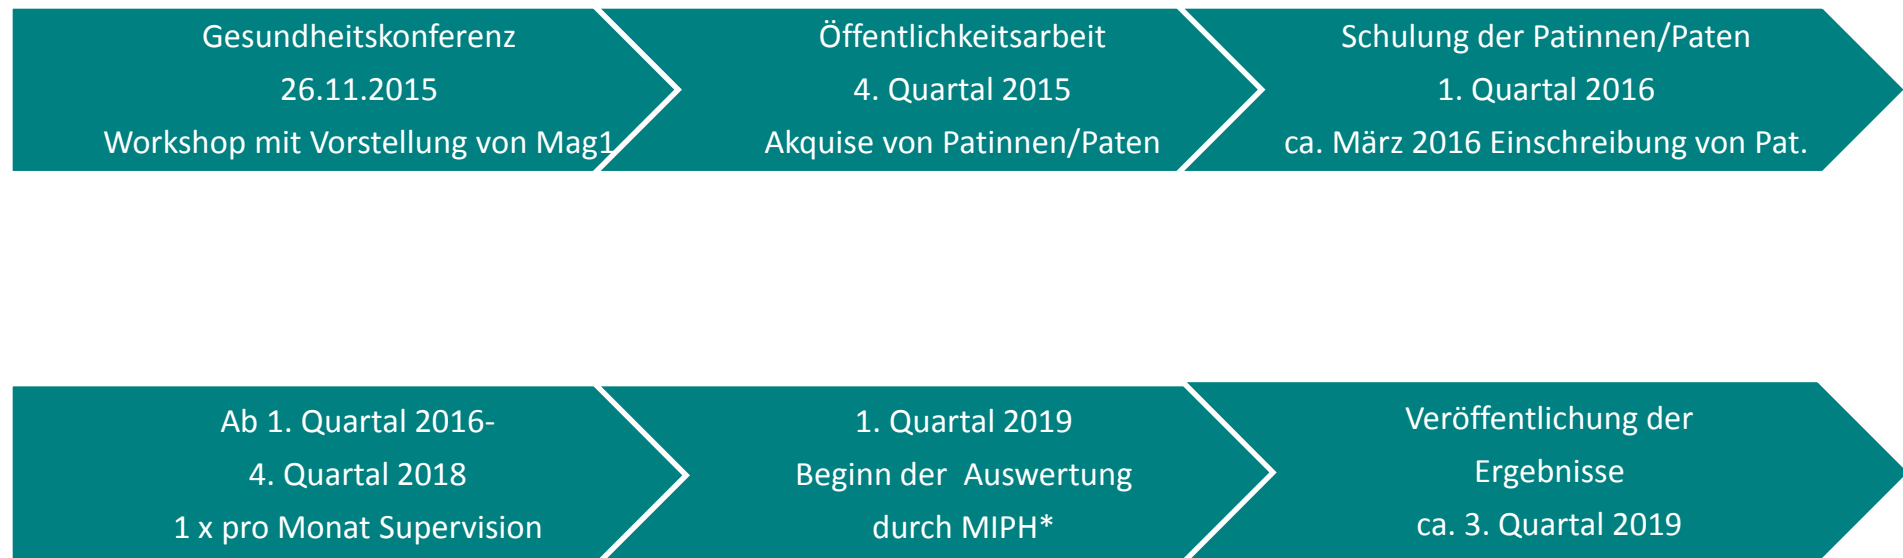 Gesundheitskonferenz
26.11.2015
Workshop mit Vorstellung von Mag1
Öffentlichkeitsarbeit
4. Quartal 2015
Akquise von Patinnen/Paten
Schulung der Patinnen/Paten
1. Quartal 2016
ca. März 2016 Einschreibung von Pat.
Ab 1. Quartal 2016-
4. Quartal 2018
1 x pro Monat Supervision
1. Quartal 2019
Beginn der  Auswertung
durch MIPH*
Veröffentlichung der
Ergebnisse
ca. 3. Quartal 2019